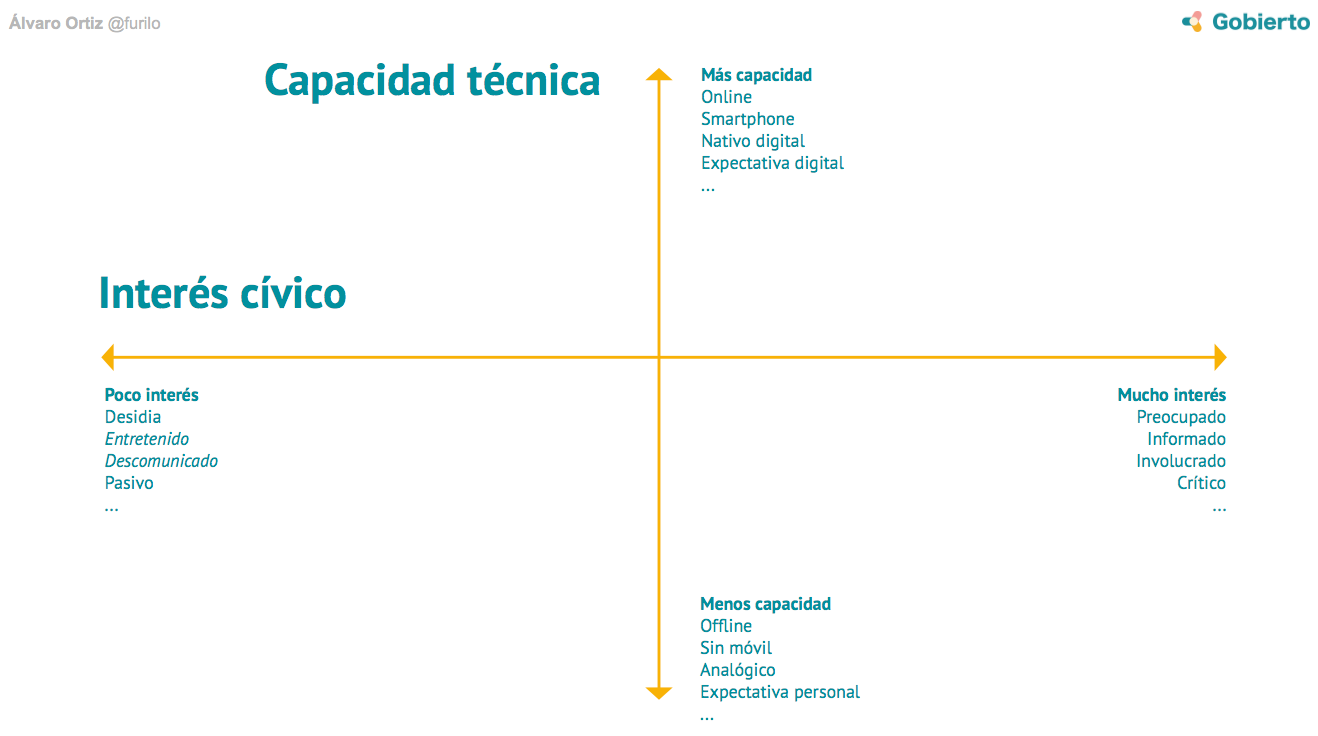 Álvaro Ortiz @furilo
Gobierto
Capacidad técnica
Más capacidad
Online
Smartphone
Nativo digital
Expectativa digital
...
Interés cívico
Poco interés
Desidia
Entretenido
Descomunicado
Pasivo
...
Mucho interés
Preocupado
Informado
Involucrado
Crítico
...
Menos capacidad
Offline
Sin móvil
Analógico
Expectativa personal
...